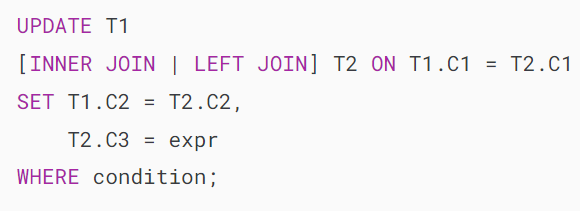 UPDATE T1
[INNER JOIN | LEFT JOIN] T2 ON T1.C1 = T2.C1
SET T1.C2 = T2.C2,
    T2.C3 = expr
WHERE condition;